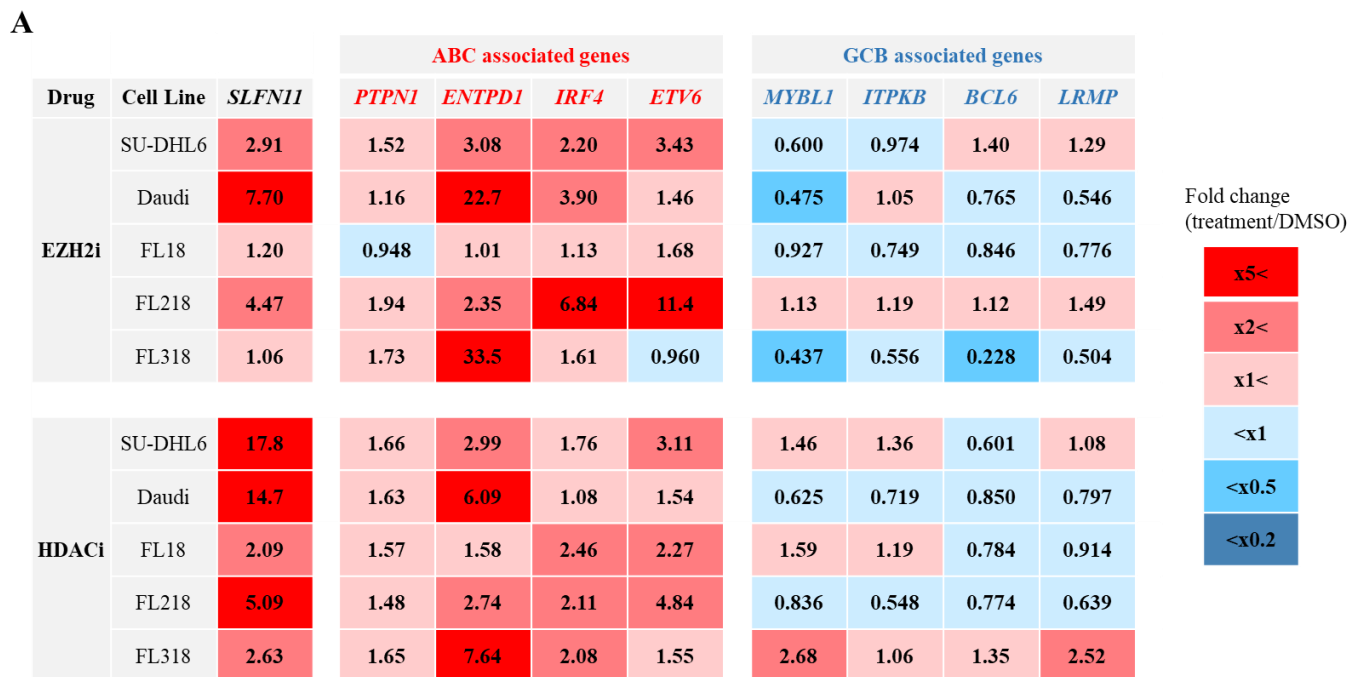 A
ABC associated genes GCB associated genes
Drug Cell Line SLFN11 PTPN1 ENTPD1 IRF4 ETV6 MYBL1 ITPKB BCL6 LRMP
SU-DHL6 2.91 1.52 3.08 2.20 3.43 0.600 0.974 1.40 1.29
Daudi 7.70 1.16 22.7 3.90 1.46 0.475 1.05 0.765 0.546
EZH2i FL18 1.20 0.948 1.01 1.13 1.68 0.927 0.749 0.846 0.776
FL218 4.47 1.94 2.35 6.84 11.4 1.13 1.19 1.12 1.49
FL318 1.06 1.73 33.5 1.61 0.960 0.437 0.556 0.228 0.504
SU-DHL6 17.8 1.66 2.99 1.76 3.11 1.46 1.36 0.601 1.08
Daudi 14.7 1.63 6.09 1.08 1.54 0.625 0.719 0.850 0.797
HDACi FL18 2.09 1.57 1.58 2.46 2.27 1.59 1.19 0.784 0.914
FL218 5.09 1.48 2.74 2.11 4.84 0.836 0.548 0.774 0.639
FL318 2.63 1.65 7.64 2.08 1.55 2.68 1.06 1.35 2.52
Fold change
(treatment/DMSO)
x5<
x2<
x1<
<x1
<x0.5
<x0.2